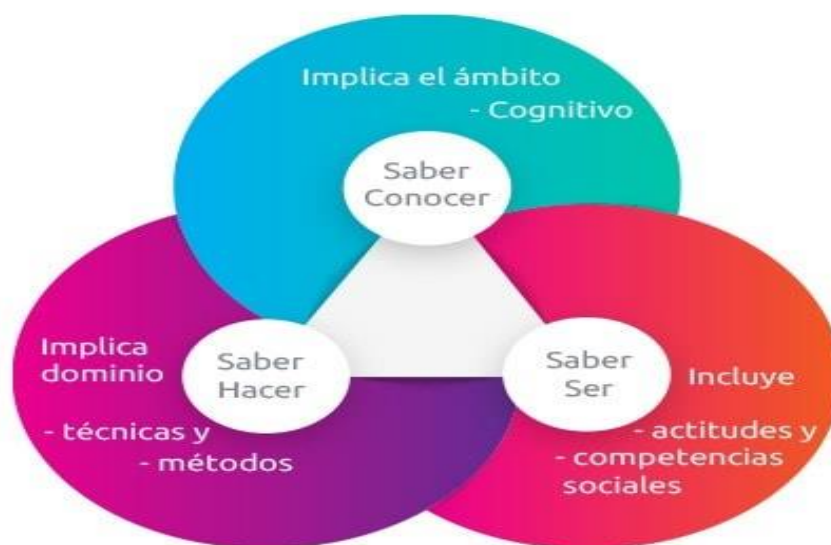 Implica el ámbito
- Cognitivo
Saber
Conocer
Implica
dominio
- técnicas y
- métodos
Saber
Hacer
Saber
Ser
Incluye
- actitudes y
- competencias
sociales